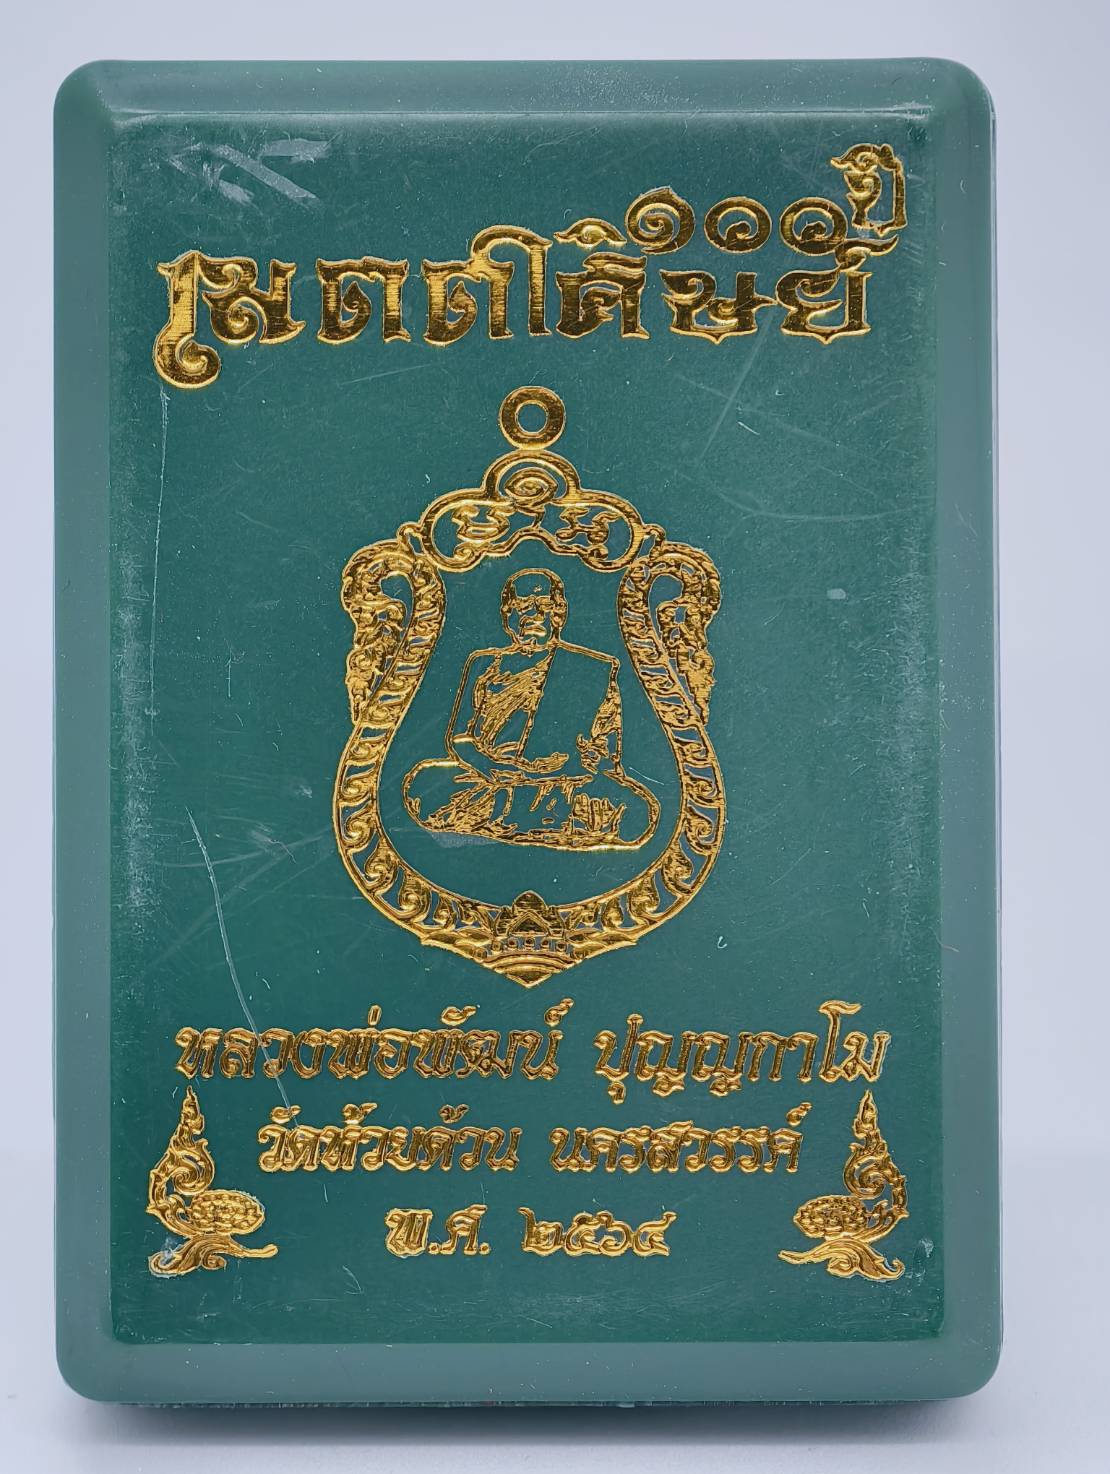 เมตตาศิษย์ ๑๐๐ ปี
หลวงพ่อพัฒน์ ปุญญกาโม
วัดห้วยด้วน นครสวรรค์
พ.ศ. ๒๕๖๔